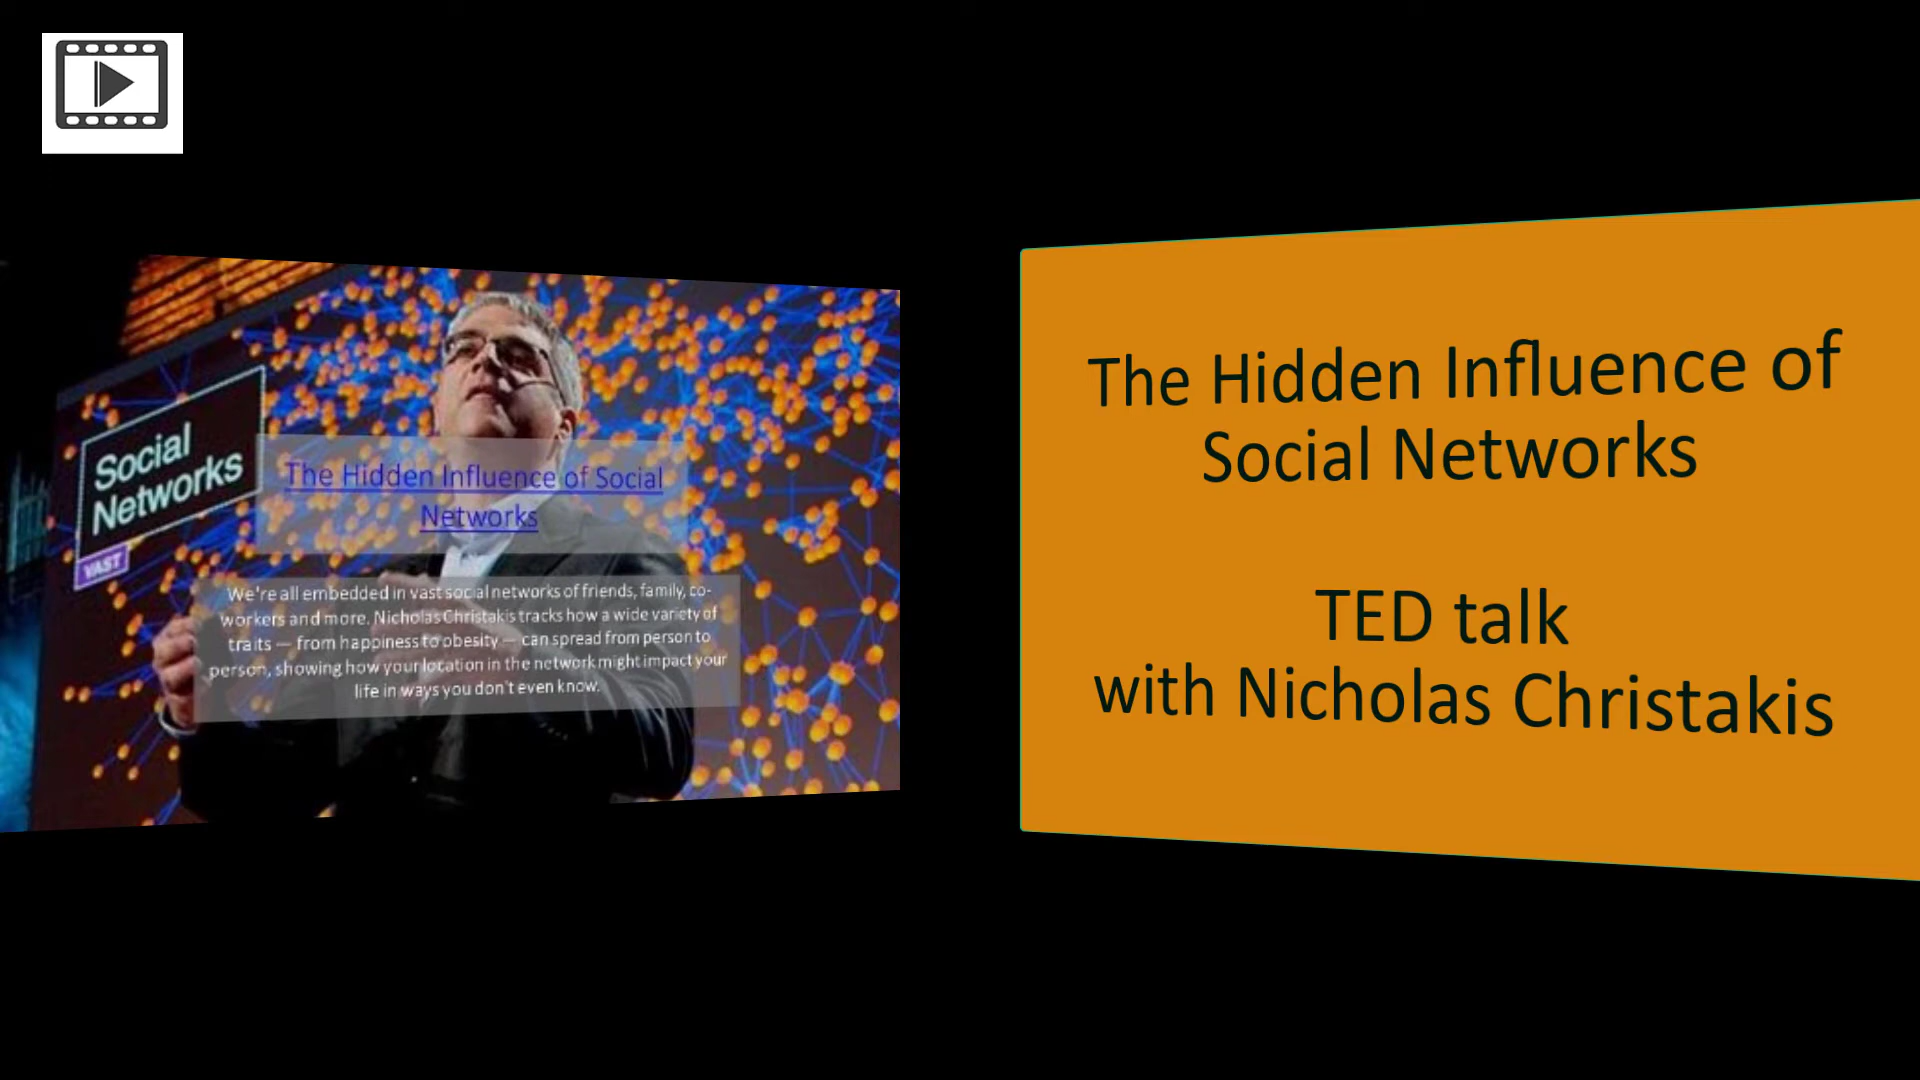 Social
Networks
VAST
The Hidden Influence of Social
Networks
We're all embedded in vast social networks of friends, family, co-
workers and more. Nicholas Christakis tracks how a wide variety of
traits — from happiness to obesity — can spread from person to
person, showing how your location in the network might impact your
life in ways you don't even know.
The Hidden Influence of
Social Networks
TED talk
with Nicholas Christakis